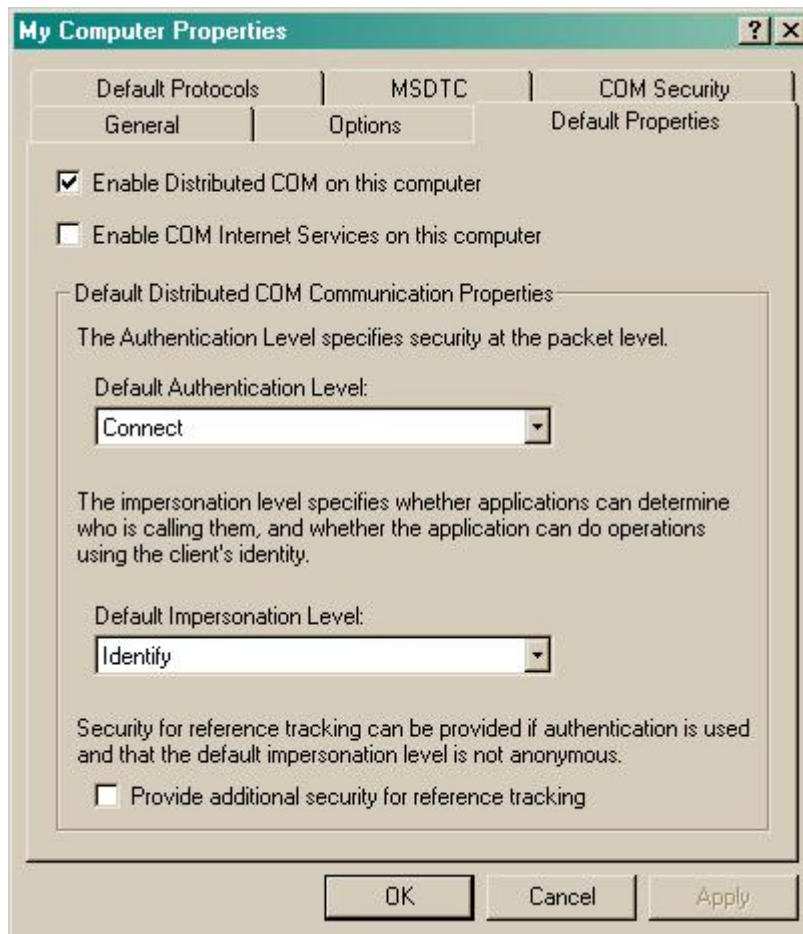 My Computer Properties
Default Protocols MSDTC COM Security
General Options Default Properties
Enable Distributed COM on this computer
Enable COM Internet Services on this computer
Default Distributed COM Communication Properties
The Authentication Level specifies security at the packet level.
Default Authentication Level:
Connect
The impersonation level specifies whether applications can determine
who is calling them, and whether the application can do operations
using the client's identity.
Default Impersonation Level:
Identify
Security for reference tracking can be provided if authentication is used
and that the default impersonation level is not anonymous.
Provide additional security for reference tracking
OK Cancel Apply